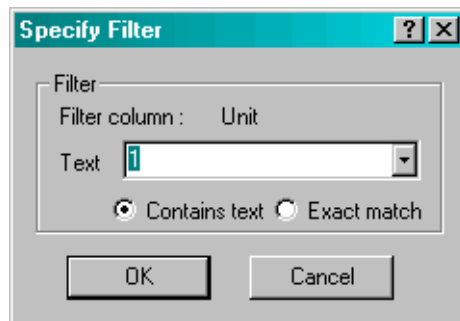 Specify Filter
Filter
Filter column : Unit
Text 1
Contains text Exact match
OK Cancel